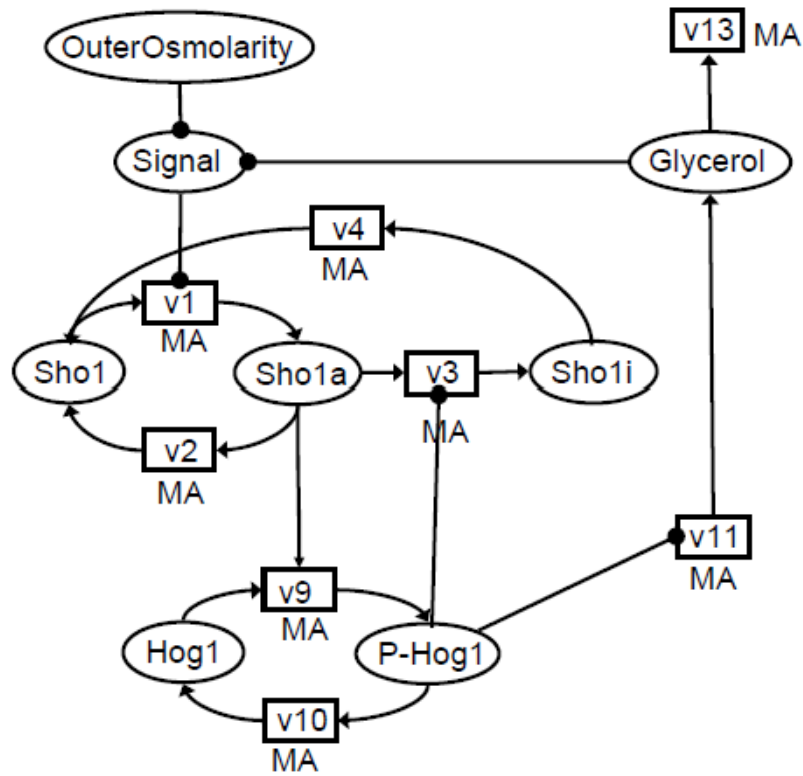 OuterOsmolarity
v13 MA
Signal
Glycerol
v4
MA
v1
MA
Sho1
Sho1a
v3
MA
Sho1i
v2
MA
v11
MA
v9
MA
Hog1
P-Hog1
v10
MA